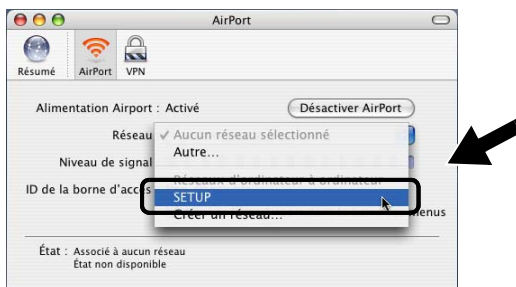 AirPort
Résumé AirPort VPN
Alimentation Airport : Activé Désactiver AirPort
Réseau ✓ Aucun réseau sélectionné
Autre...
Niveau de signal
Réseaux d'ordinateur à ordinateur
ID de la borne d'accès
SETUP
Créer un réseau...
menus
État : Associé à aucun réseau
État non disponible